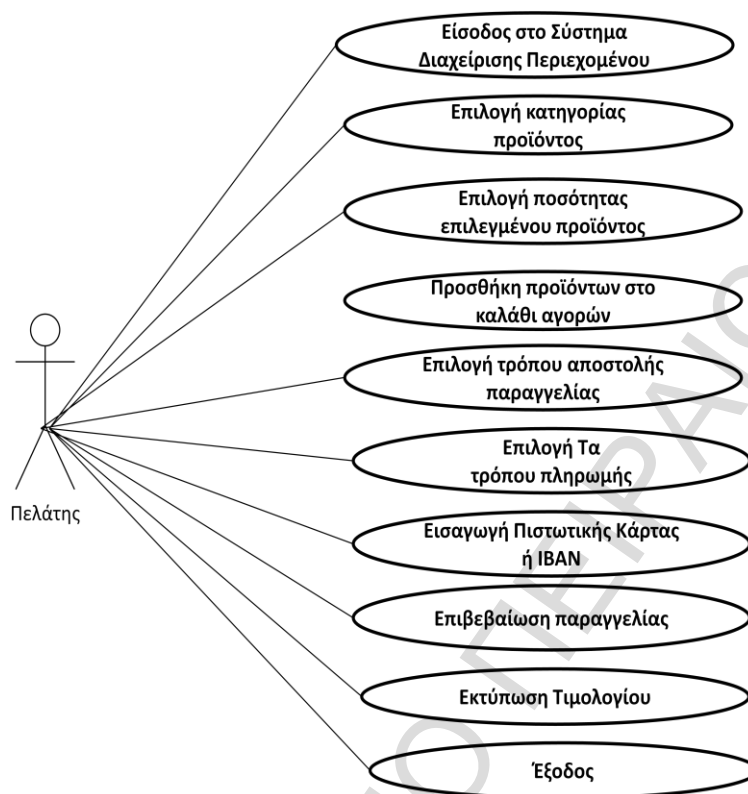 Είσοδος στο Σύστημα
Διαχείρισης Περιεχομένου
Επιλογή κατηγορίας
προϊόντος
Επιλογή ποσότητας
επιλεγμένου προϊόντος
Προσθήκη προϊόντων στο
καλάθι αγορών
Επιλογή τρόπου αποστολής
παραγγελίας
Επιλογή Τα
τρόπου πληρωμής
Πελάτης
Εισαγωγή Πιστωτικής Κάρτας
ή IBAN
Επιβεβαίωση παραγγελίας
Εκτύπωση Τιμολογίου
Έξοδος